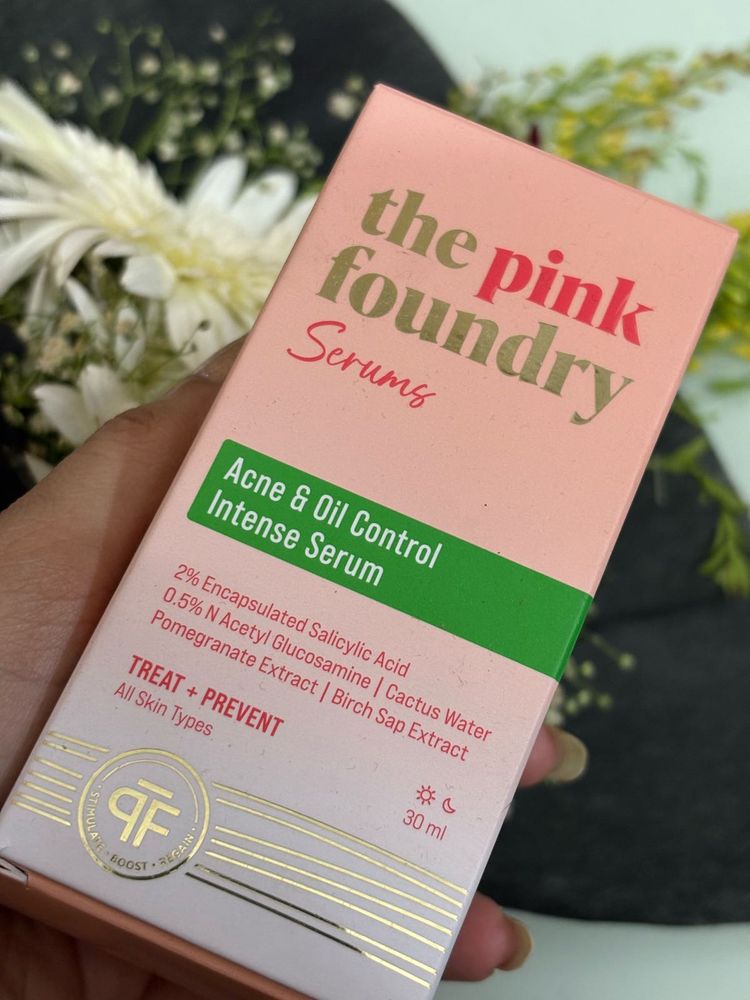 the pink
foundry
Serums
Acne & Oil Control
Intense Serum
2% Encapsulated Salicylic Acid
0.5% N Acetyl Glucosamine | Cactus Water
Pomegranate Extract | Birch Sap Extract
TREAT + PREVENT
All Skin Types
30 ml
PF
STIMULATE • BOOST • REGAIN